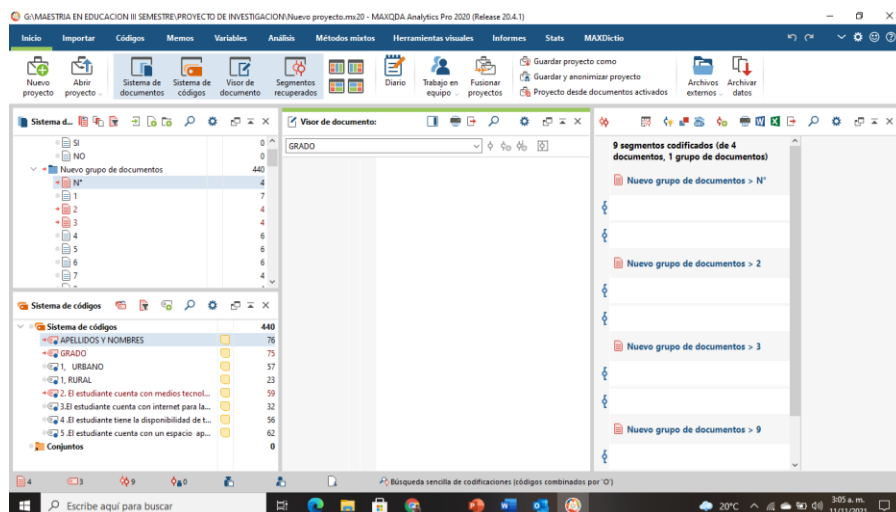 G:\MAESTRIA EN EDUCACION III SEMESTRE\PROYECTO DE INVESTIGACION\Nuevo proyecto.mx20 - MAXQDA Analytics Pro 2020 (Release 20.4.1)
Inicio Importar Códigos Memos Variables Análisis Métodos mixtos Herramientas visuales Informes Stats MAXDictio
Nuevo proyecto
Abrir proyecto
Sistema de documentos
Sistema de códigos
Visor de documento
Segmentos recuperados
Diario
Trabajo en equipo
Fusionar proyectos
Guardar proyecto como
Guardar y anonimizar proyecto
Proyecto desde documentos activados
Archivos externos
Archivar datos
Sistema d...
SI 0
NO 0
Nuevo grupo de documentos 440
N° 4
1 7
2 4
3 4
4 6
5 6
6 6
7 4
Sistema de códigos
Sistema de códigos 440
APELLIDOS Y NOMBRES 76
GRADO 75
1, URBANO 57
1, RURAL 23
2. El estudiante cuenta con medios tecnol... 59
3.El estudiante cuenta con internet para la... 32
4 .El estudiante tiene la disponibilidad de t... 56
5 .El estudiante cuenta con un espacio ap... 62
Conjuntos 0
Visor de documento:
GRADO
9 segmentos codificados (de 4
documentos, 1 grupo de documentos)
Nuevo grupo de documentos > N°
Nuevo grupo de documentos > 2
Nuevo grupo de documentos > 3
Nuevo grupo de documentos > 9
4 3 9 0 Búsqueda sencilla de codificaciones (códigos combinados por 'O')
Escribe aquí para buscar
20°C
3:05 a. m.
11/11/2021